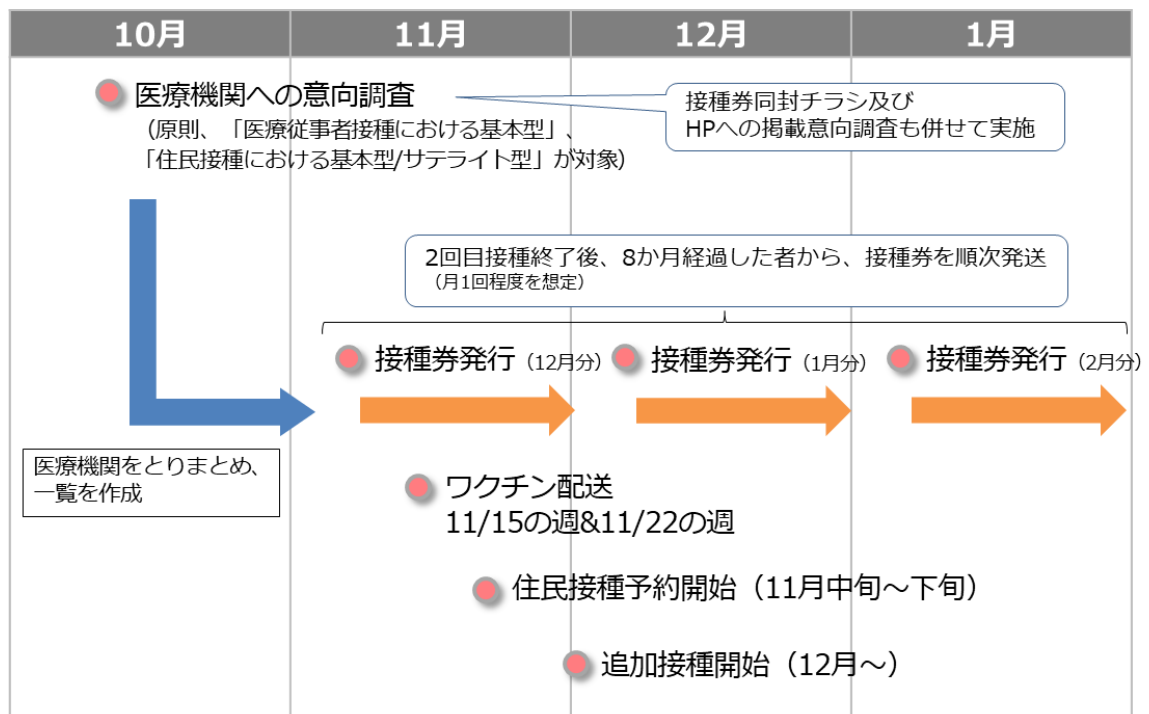 10月 11月 12月 1月
医療機関への意向調査
（原則、「医療従事者接種における基本型」、
「住民接種における基本型/サテライト型」が対象）
接種券同封チラシ及び
HPへの掲載意向調査も併せて実施
2回目接種終了後、8か月経過した者から、接種券を順次発送
（月1回程度を想定）
接種券発行（12月分）
接種券発行（1月分）
接種券発行（2月分）
医療機関をとりまとめ、
一覧を作成
ワクチン配送
11/15の週&11/22の週
住民接種予約開始（11月中旬～下旬）
追加接種開始（12月～）